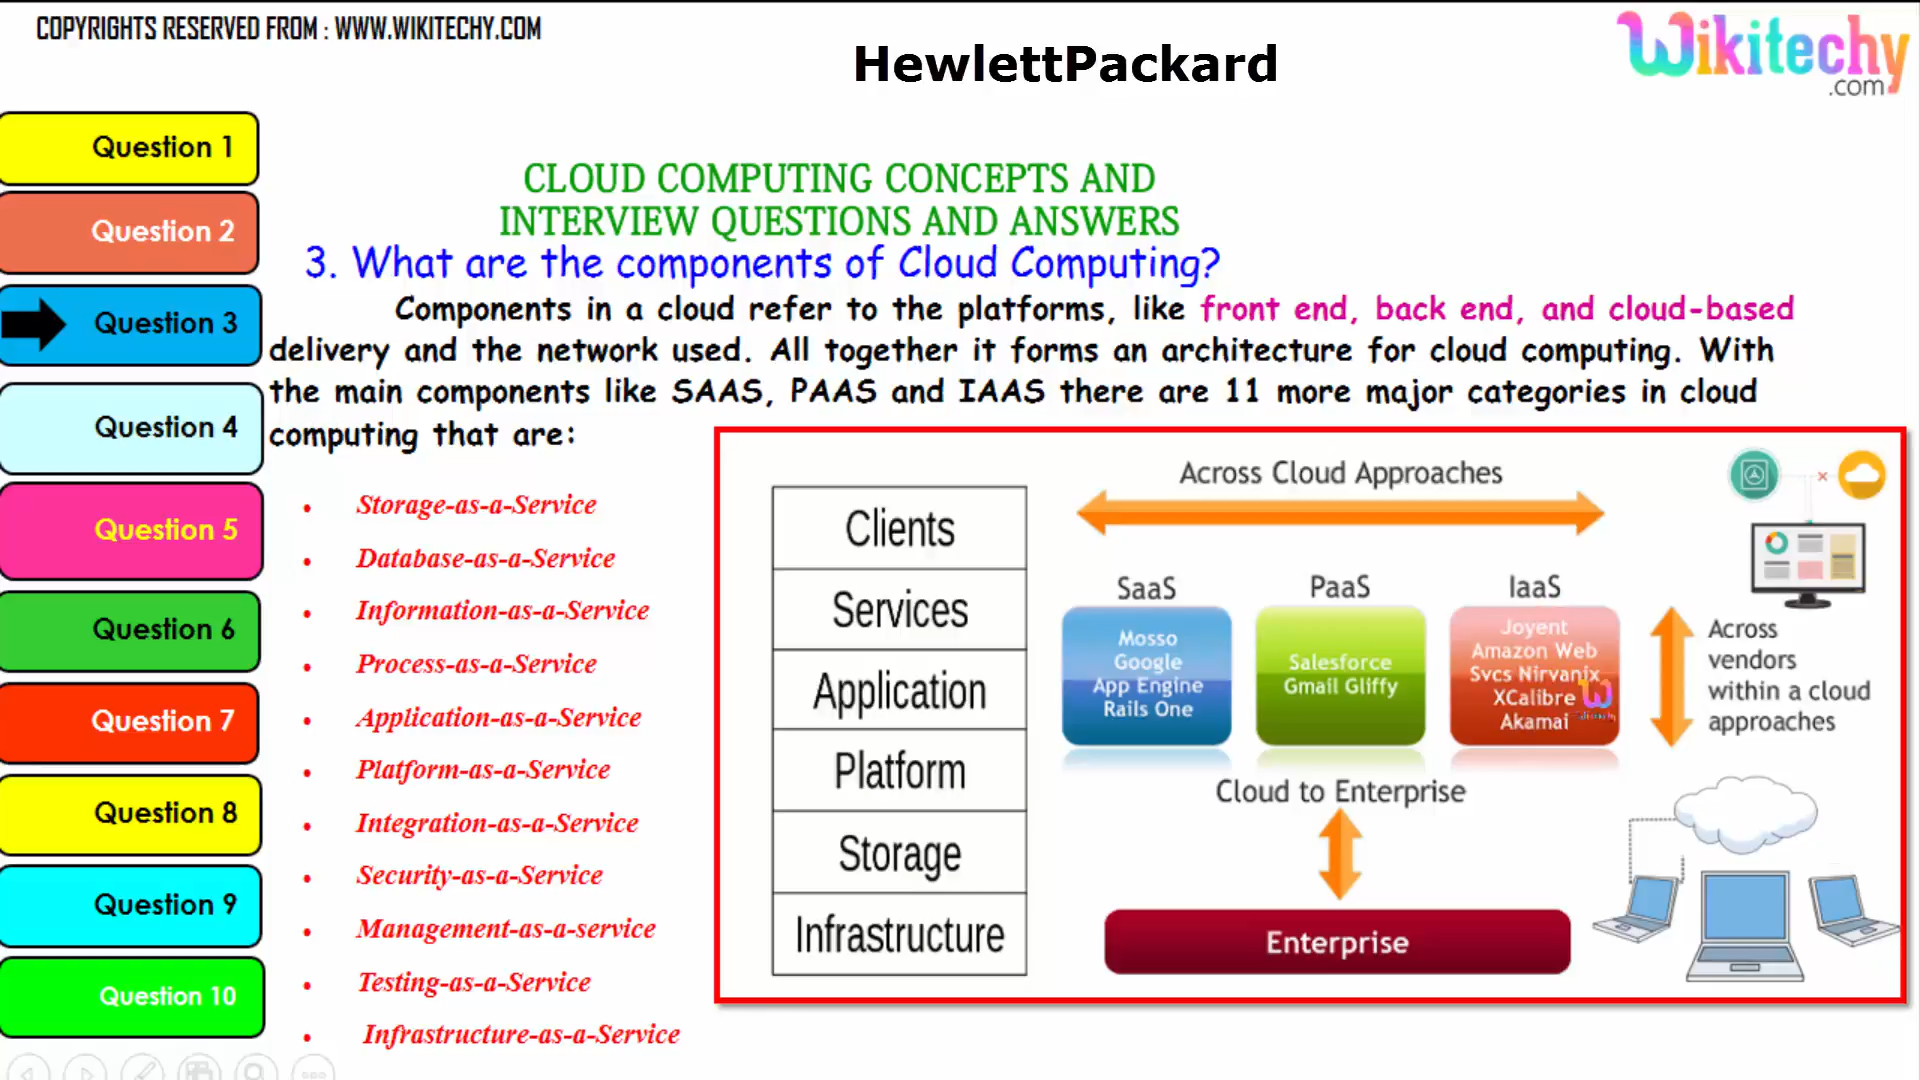 COPYRIGHTS RESERVED FROM : WWW.WIKITECHY.COM
HewlettPackard
Wikitechy
.com
Question 1
Question 2
Question 3
Question 4
Question 5
Question 6
Question 7
Question 8
Question 9
Question 10
CLOUD COMPUTING CONCEPTS AND
INTERVIEW QUESTIONS AND ANSWERS
3. What are the components of Cloud Computing?
Components in a cloud refer to the platforms, like front end, back end, and cloud-based
delivery and the network used. All together it forms an architecture for cloud computing. With
the main components like SAAS, PAAS and IAAS there are 11 more major categories in cloud
computing that are:
• Storage-as-a-Service
• Database-as-a-Service
• Information-as-a-Service
• Process-as-a-Service
• Application-as-a-Service
• Platform-as-a-Service
• Integration-as-a-Service
• Security-as-a-Service
• Management-as-a-service
• Testing-as-a-Service
• Infrastructure-as-a-Service
Clients
Services
Application
Platform
Storage
Infrastructure
Across Cloud Approaches
SaaS
Mosso
Google
App Engine
Rails One
PaaS
Salesforce
Gmail Gliffy
IaaS
Joyent
Amazon Web
Svcs Nirvanix
XCalibre
Akamai
Across
vendors
within a cloud
approaches
Cloud to Enterprise
Enterprise